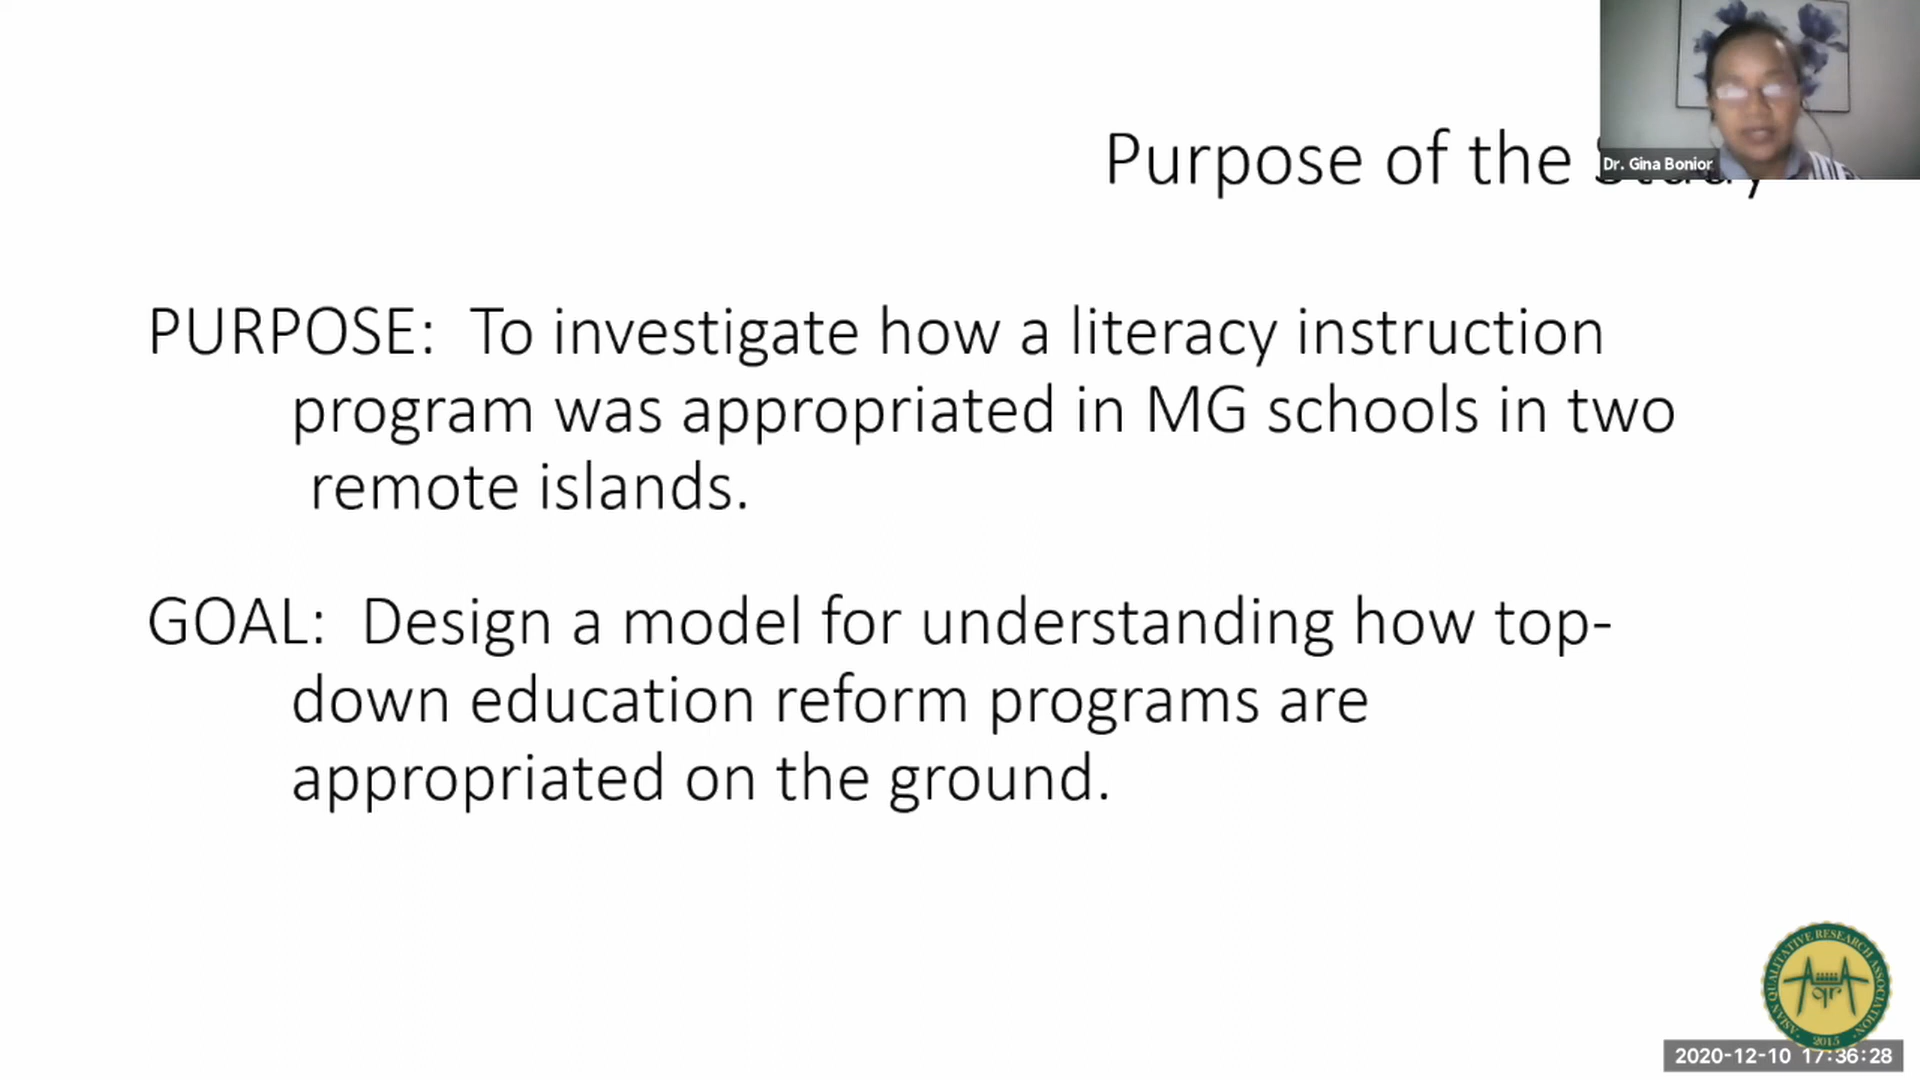 Purpose of the Study
Dr. Gina Bonior
PURPOSE: To investigate how a literacy instruction
program was appropriated in MG schools in two
remote islands.
GOAL: Design a model for understanding how top-
down education reform programs are
appropriated on the ground.
ASIAN QUALITATIVE RESEARCH ASSOCIATION
2015
2020-12-10 17:36:28